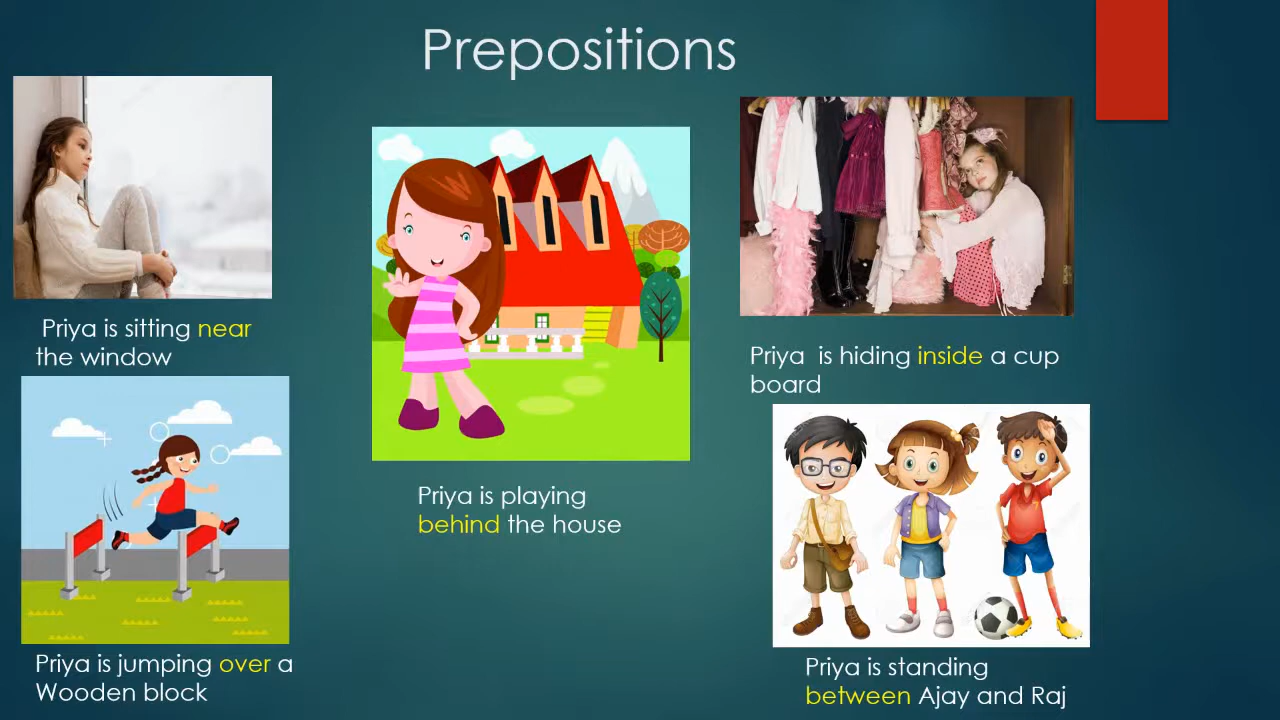 Prepositions
Priya is sitting near
the window
Priya is jumping over a
Wooden block
Priya is playing
behind the house
Priya  is hiding inside a cup
board
Priya is standing
between Ajay and Raj